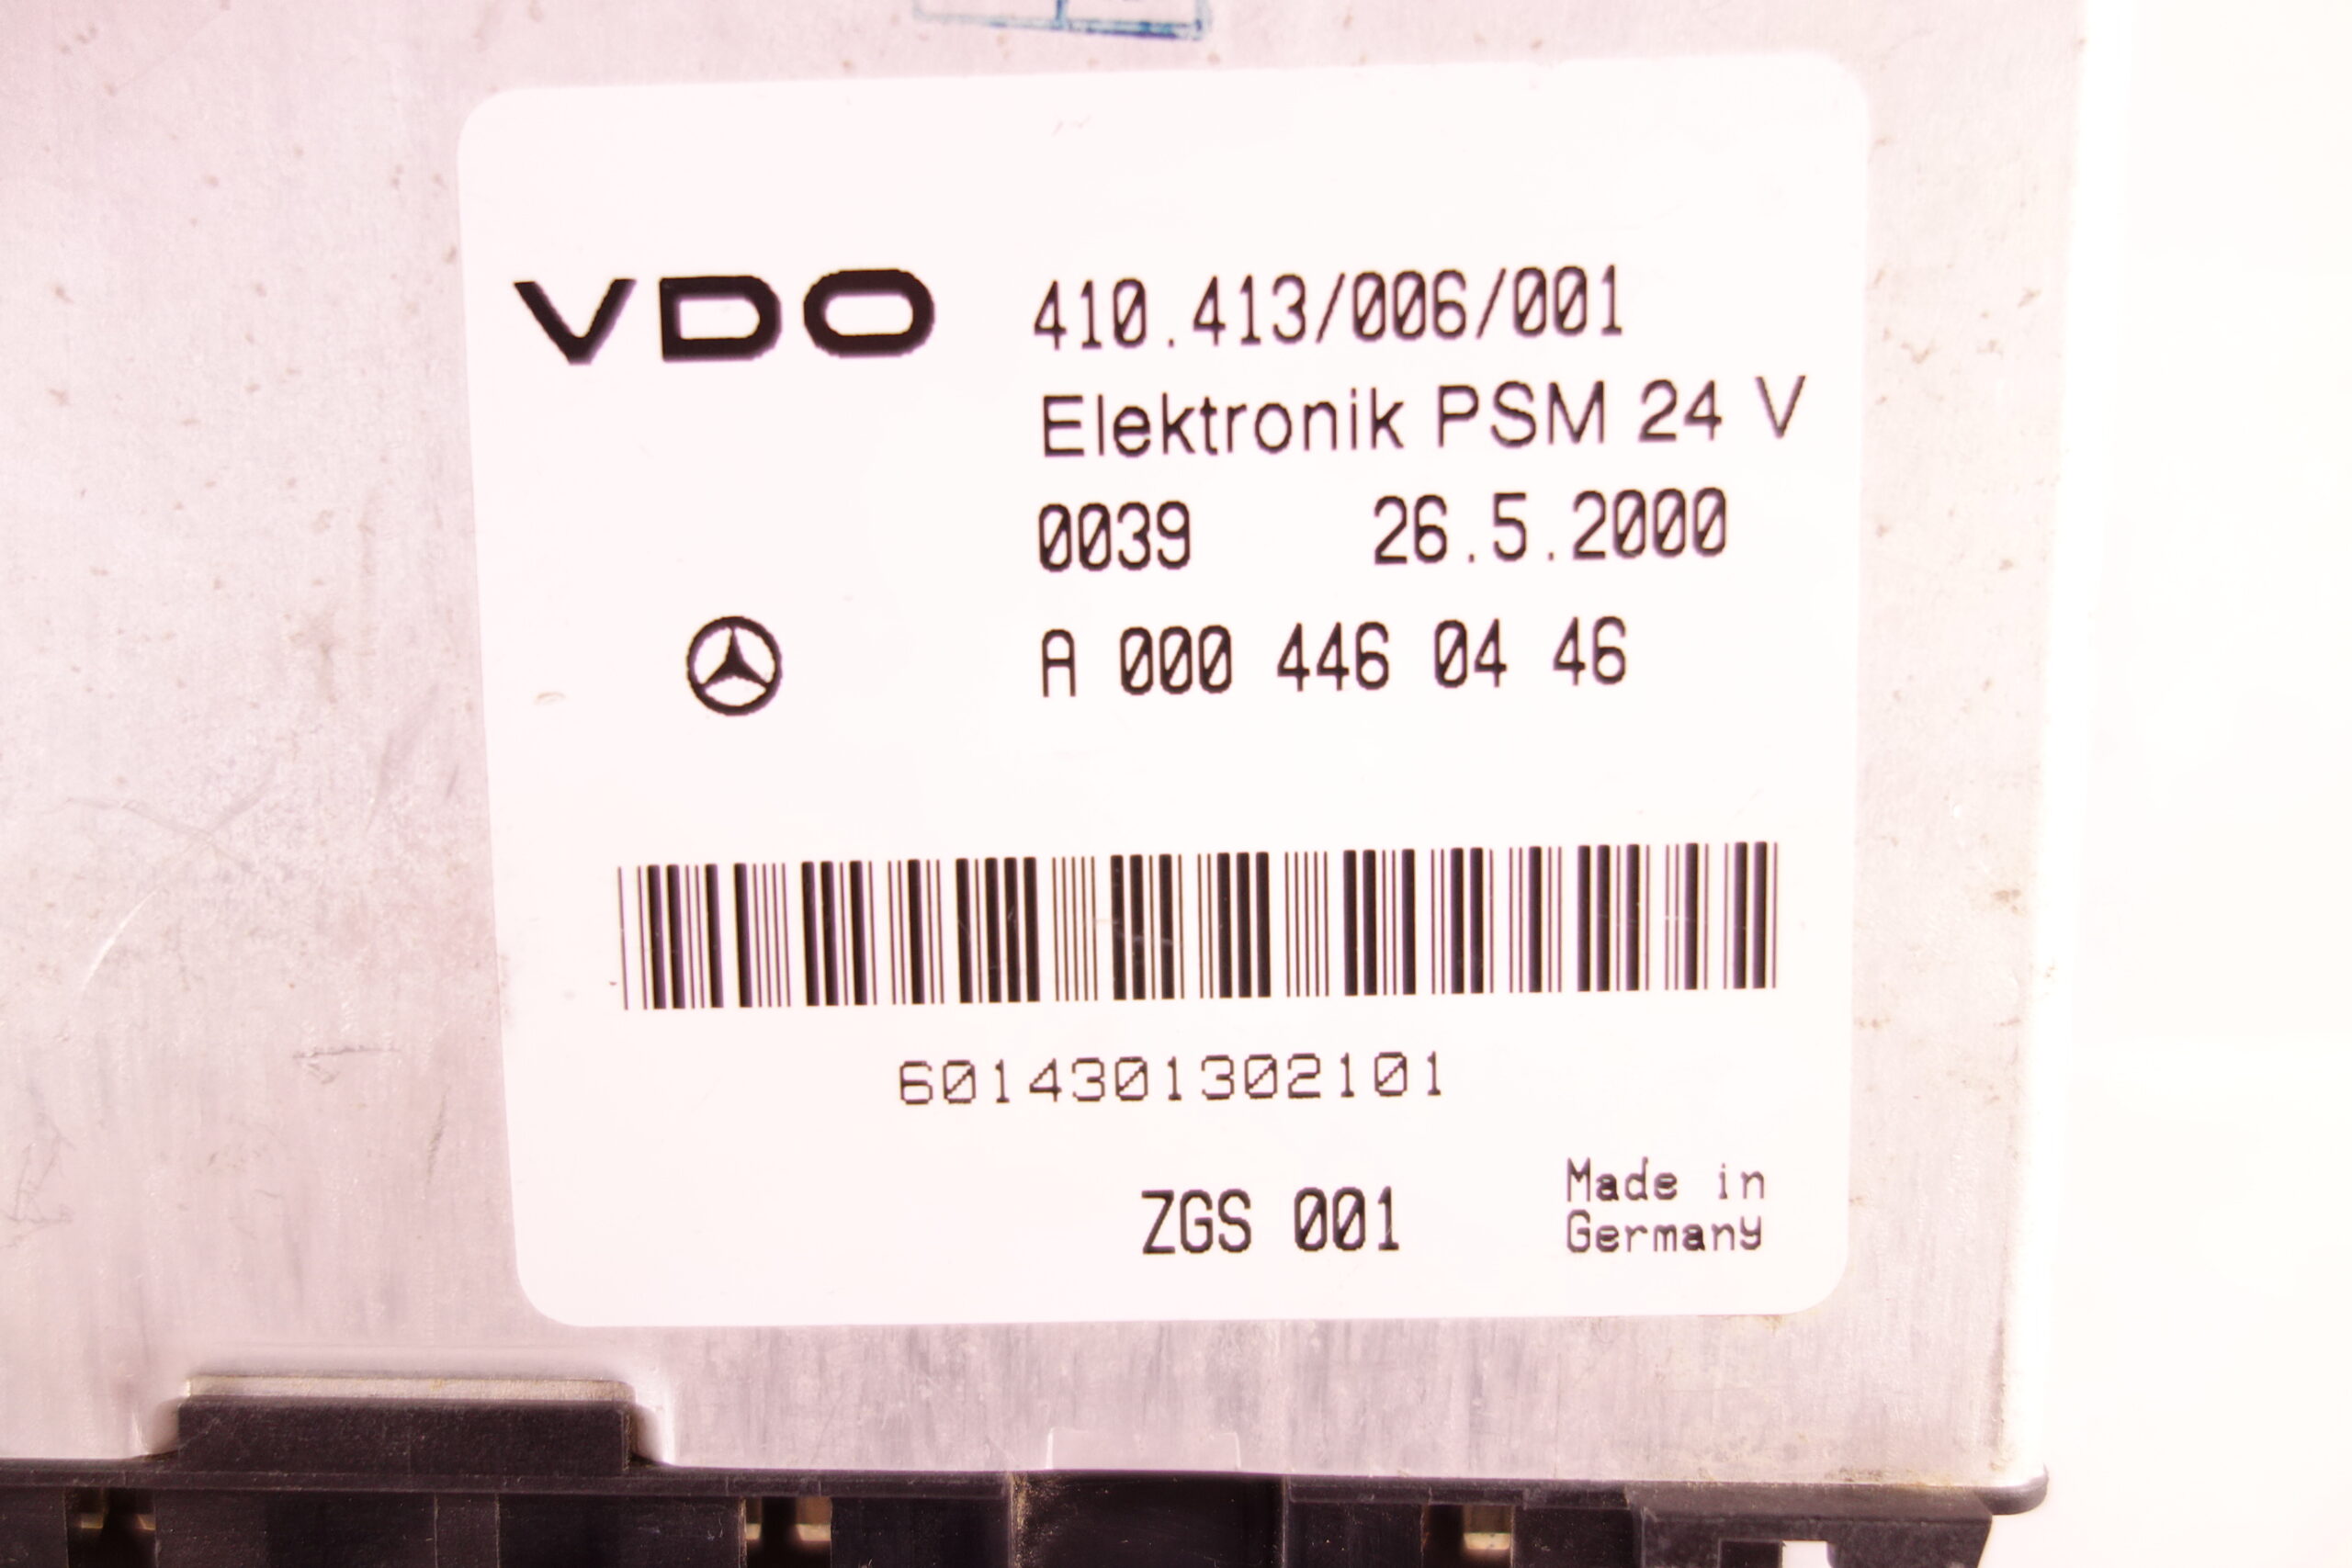 VDO 410.413/006/001
Elektronik PSM 24 V
0039 26.5.2000
A 000 446 04 46
6014301302101
ZGS 001
Made in
Germany